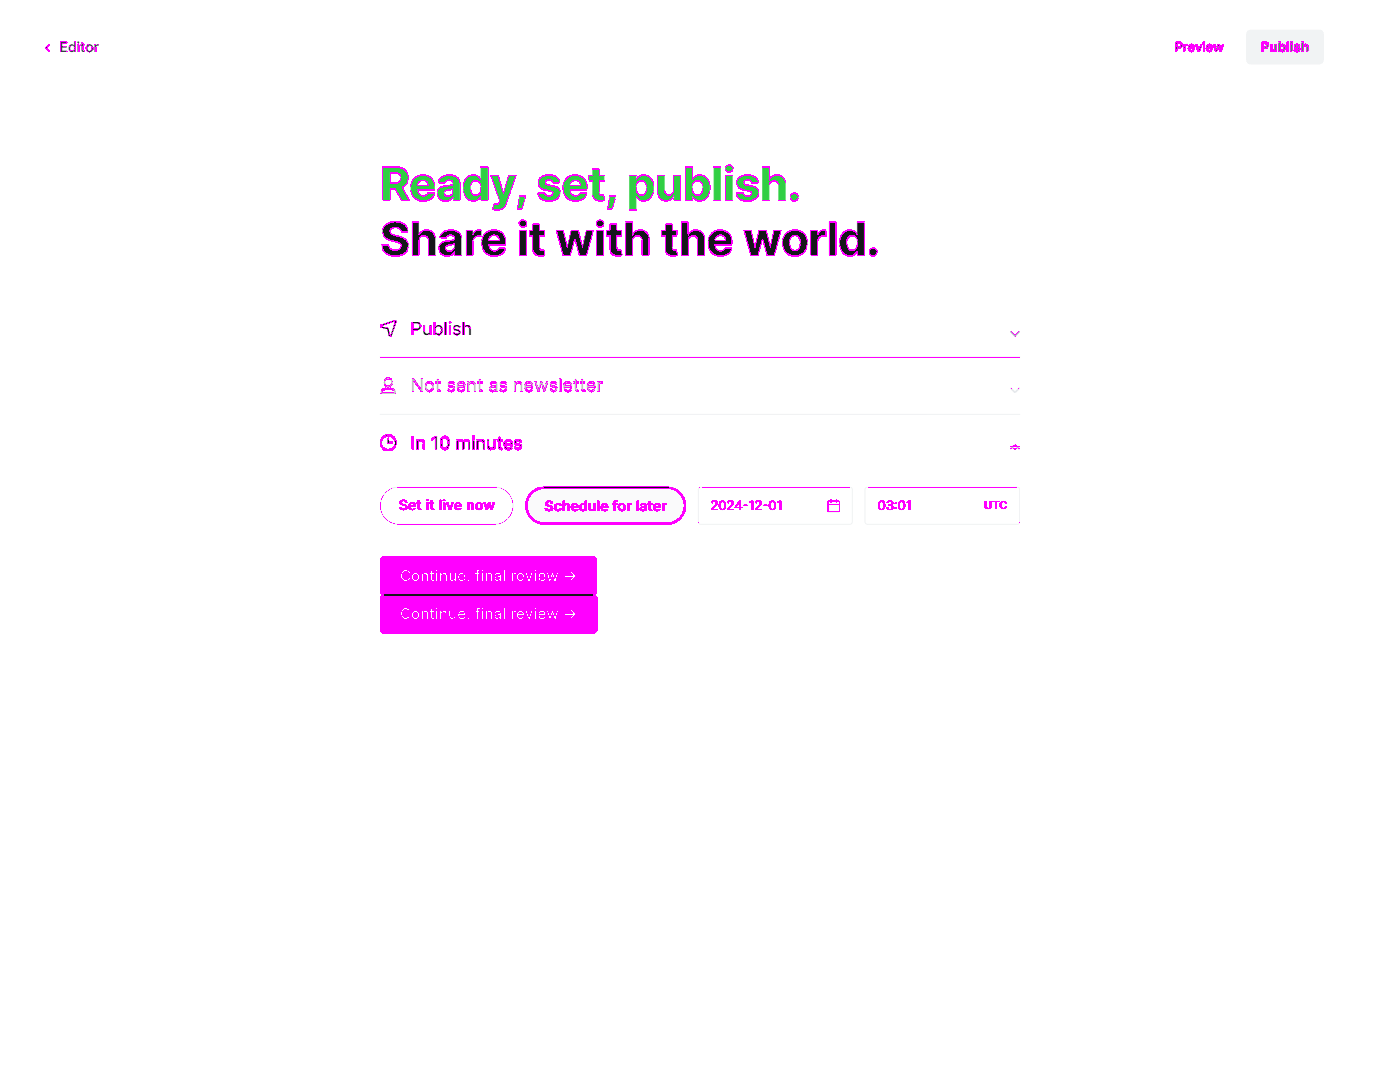 Editor
Preview
Publish
Ready, set, publish.
Share it with the world.
Publish
Not sent as newsletter
In 10 minutes
Set it live now
Schedule for later
2024-12-01
03:01
UTC
Continue, final review →
Continue, final review →